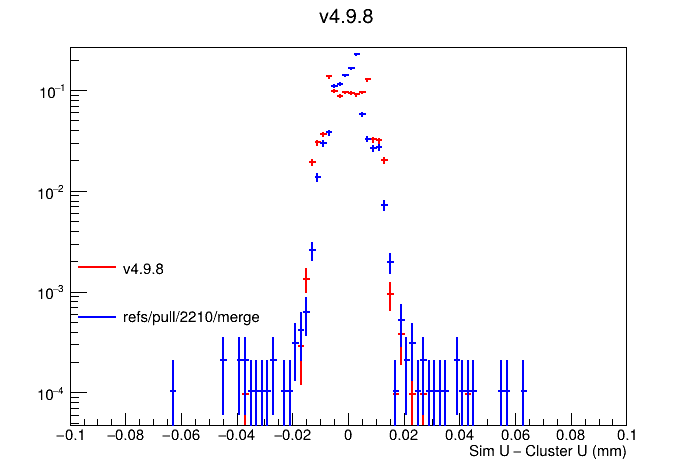 v4.9.8
10⁻¹
10⁻²
10⁻³
10⁻⁴
v4.9.8
refs/pull/2210/merge
−0.1 −0.08 −0.06 −0.04 −0.02 0 0.02 0.04 0.06 0.08 0.1
Sim U − Cluster U (mm)